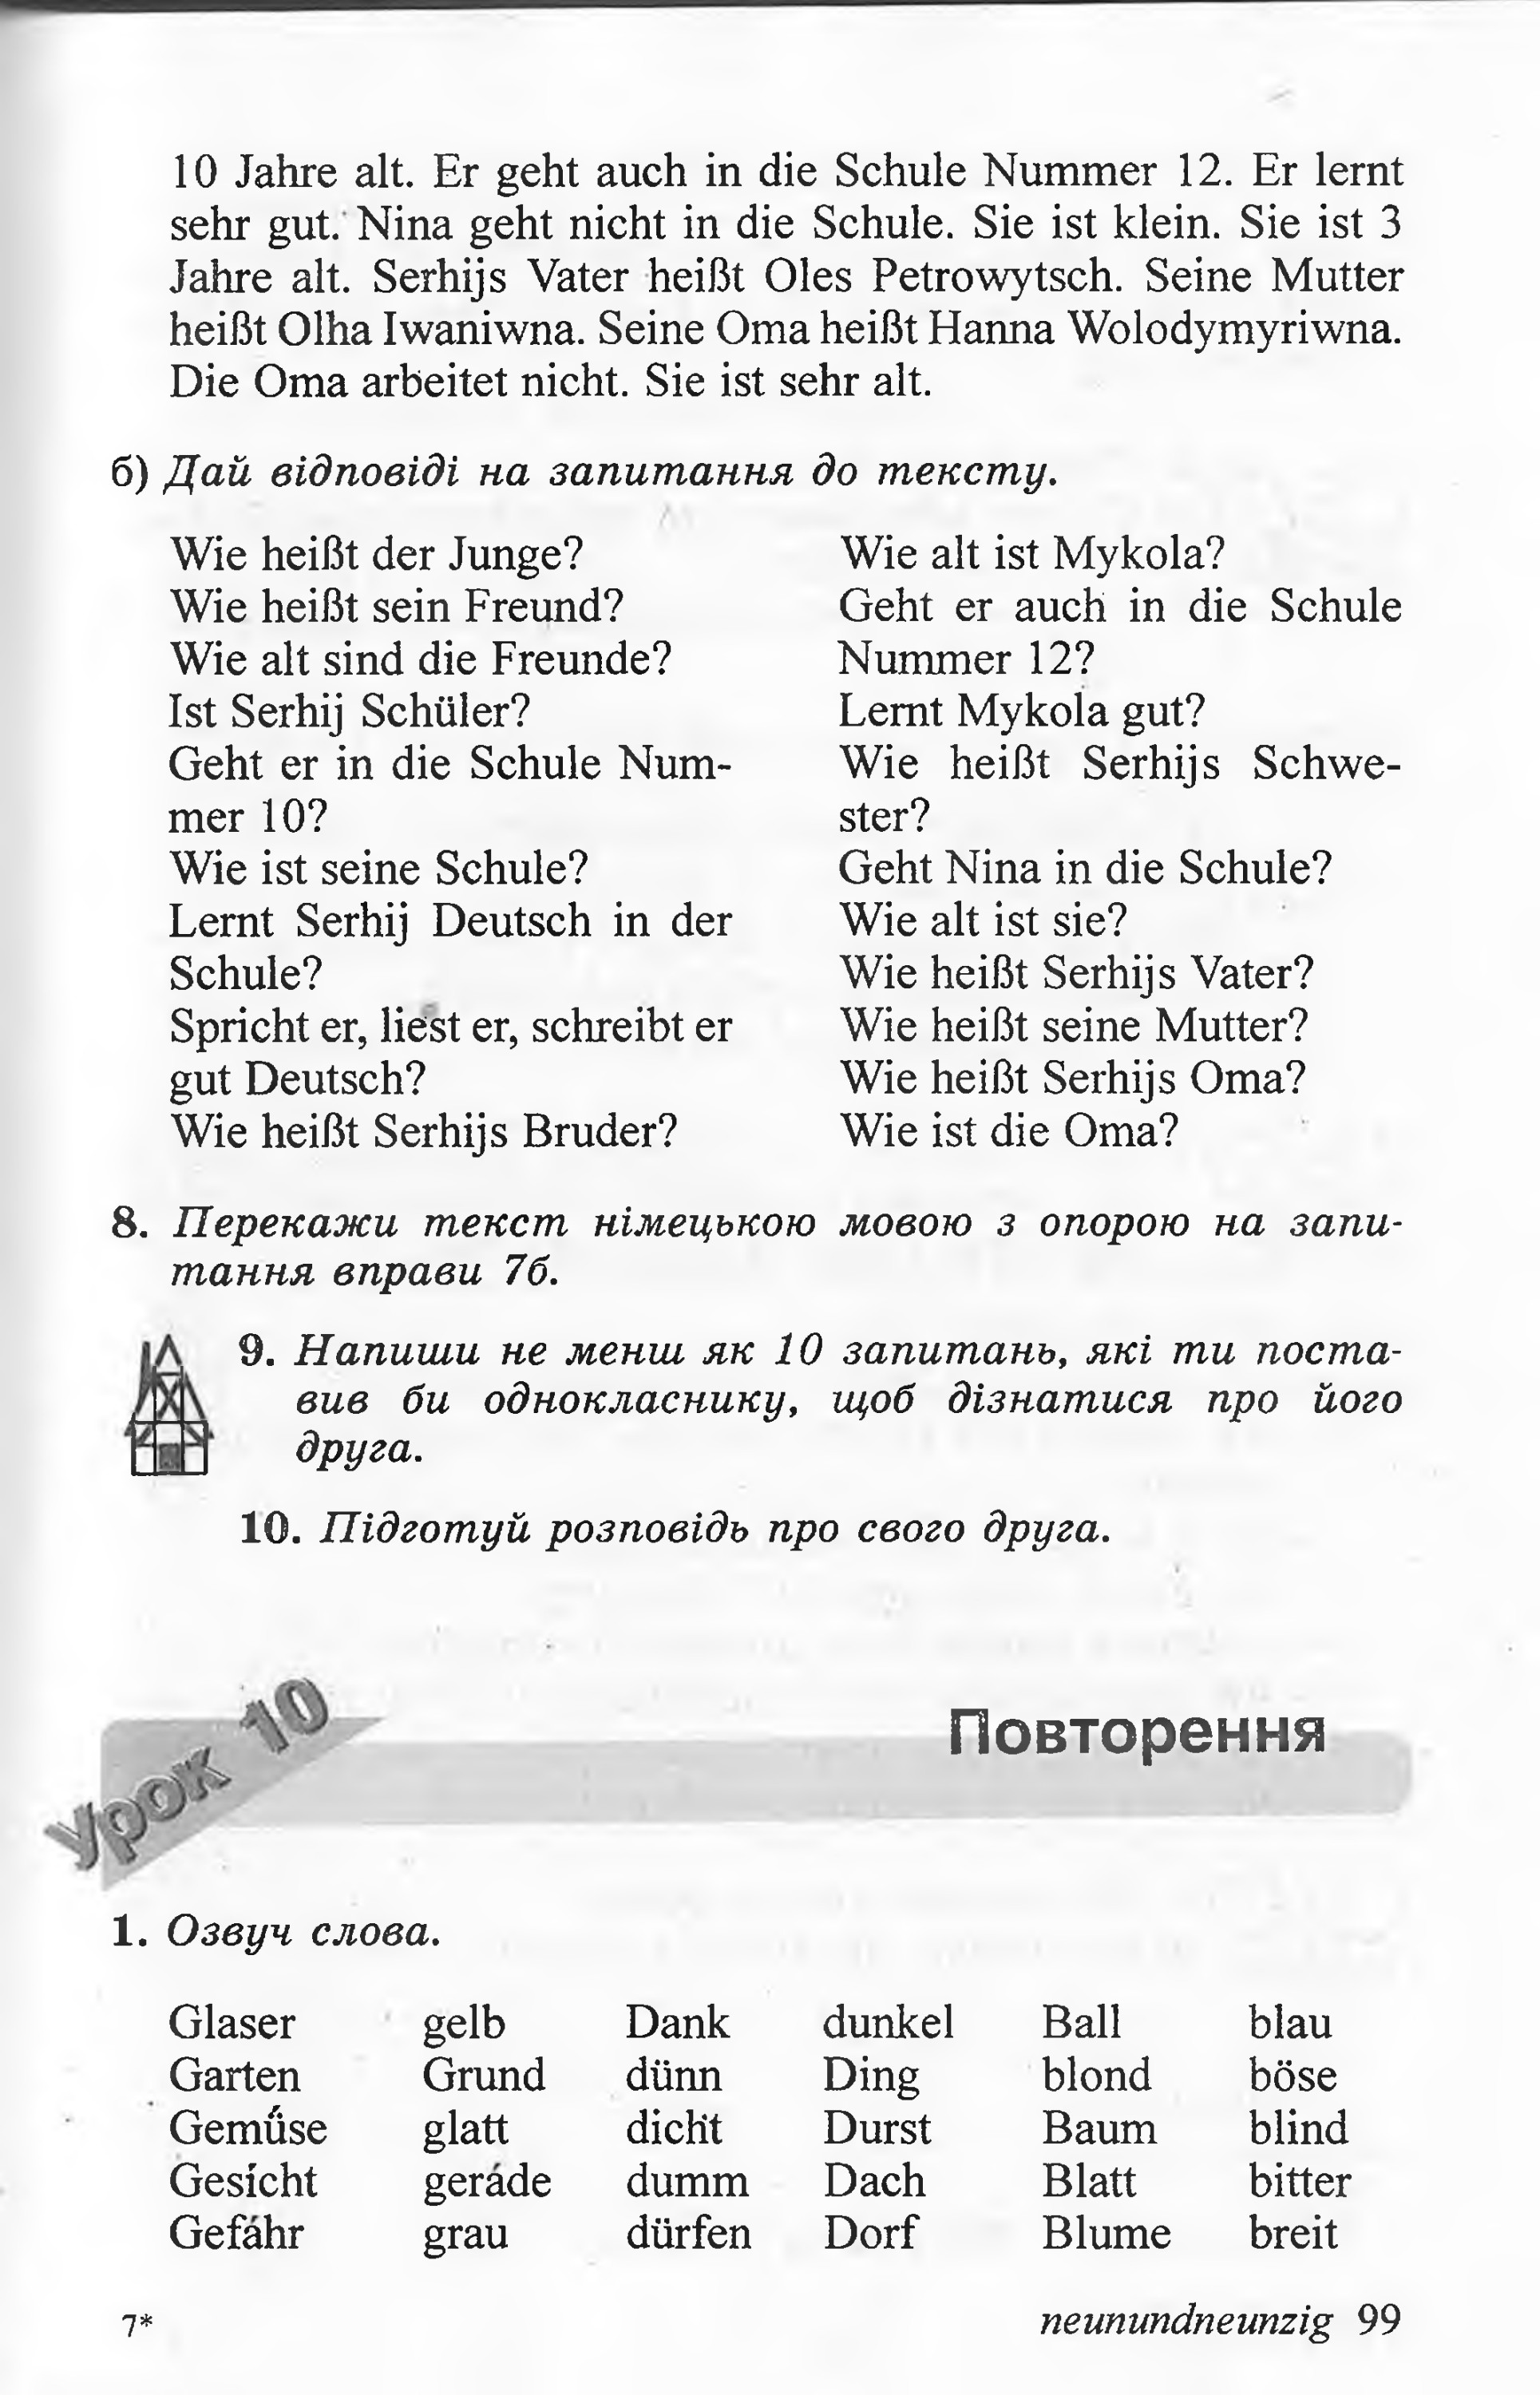 10 Jahre alt. Er geht auch in die Schule Nummer 12. Er lernt
sehr gut. Nina geht nicht in die Schule. Sie ist klein. Sie ist 3
Jahre alt. Serhijs Vater heißt Oles Petrowytsch. Seine Mutter
heißt Olha Iwaniwna. Seine Oma heißt Hanna Wolodymyriwna.
Die Oma arbeitet nicht. Sie ist sehr alt.
б) Дай відповіді на запитання до тексту.
Wie heißt der Junge?
Wie heißt sein Freund?
Wie alt sind die Freunde?
Ist Serhij Schüler?
Geht er in die Schule Num-
mer 10?
Wie ist seine Schule?
Lernt Serhij Deutsch in der
Schule?
Spricht er, liest er, schreibt er
gut Deutsch?
Wie heißt Serhijs Bruder?
Wie alt ist Mykola?
Geht er auch in die Schule
Nummer 12?
Lernt Mykola gut?
Wie heißt Serhijs Schwe-
ster?
Geht Nina in die Schule?
Wie alt ist sie?
Wie heißt Serhijs Vater?
Wie heißt seine Mutter?
Wie heißt Serhijs Oma?
Wie ist die Oma?
8. Перекажи текст німецькою мовою з опорою на запи-
тання вправи 7б.
9. Напиши не менш як 10 запитань, які ти поста-
вив би однокласнику, щоб дізнатися про його
друга.
10. Підготуй розповідь про свого друга.
Урок 10
Повторення
1. Озвуч слова.
Glaser gelb Dank dunkel Ball blau
Garten Grund dünn Ding blond böse
Gemǘse glatt dicht Durst Baum blind
Gesícht geráde dumm Dach Blatt bitter
Gefáhr grau dürfen Dorf Blume breit
7*
neunundneunzig 99